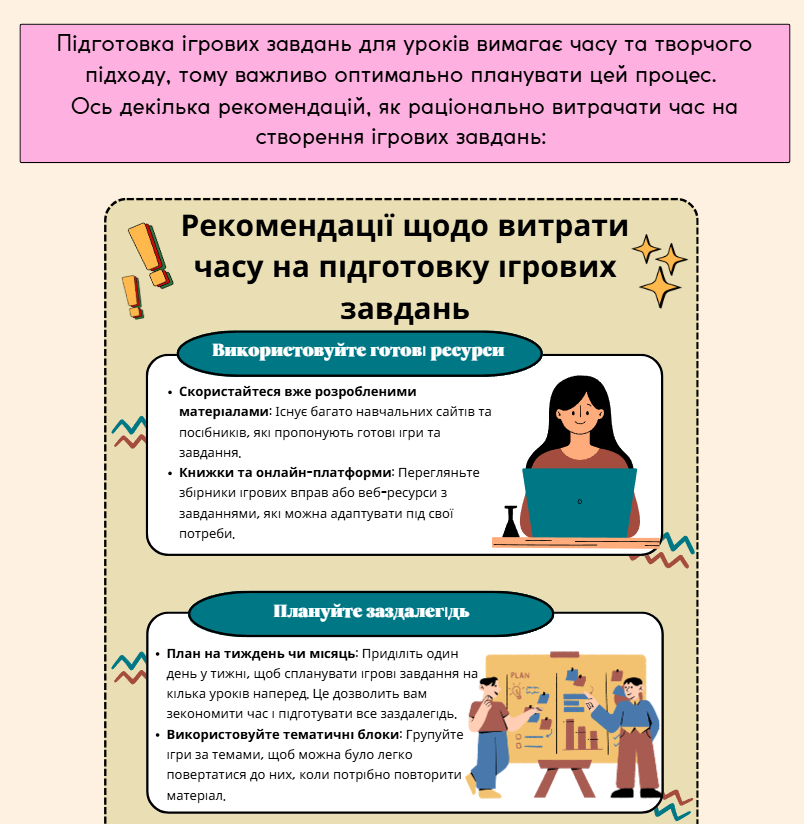 Підготовка ігрових завдань для уроків вимагає часу та творчого
підходу, тому важливо оптимально планувати цей процес.
Ось декілька рекомендацій, як раціонально витрачати час на
створення ігрових завдань:
Рекомендації щодо витрати
часу на підготовку ігрових
завдань
Використовуйте готові ресурси
• Скористайтеся вже розробленими
матеріалами: Існує багато навчальних сайтів та
посібників, які пропонують готові ігри та
завдання.
• Книжки та онлайн-платформи: Перегляньте
збірники ігрових вправ або веб-ресурси з
завданнями, які можна адаптувати під свої
потреби.
Плануйте заздалегідь
• План на тиждень чи місяць: Приділіть один
день у тижні, щоб спланувати ігрові завдання на
кілька уроків наперед. Це дозволить вам
зекономити час і підготувати все заздалегідь.
• Використовуйте тематичні блоки: Групуйте
ігри за темами, щоб можна було легко
повертатися до них, коли потрібно повторити
матеріал.
PLAN